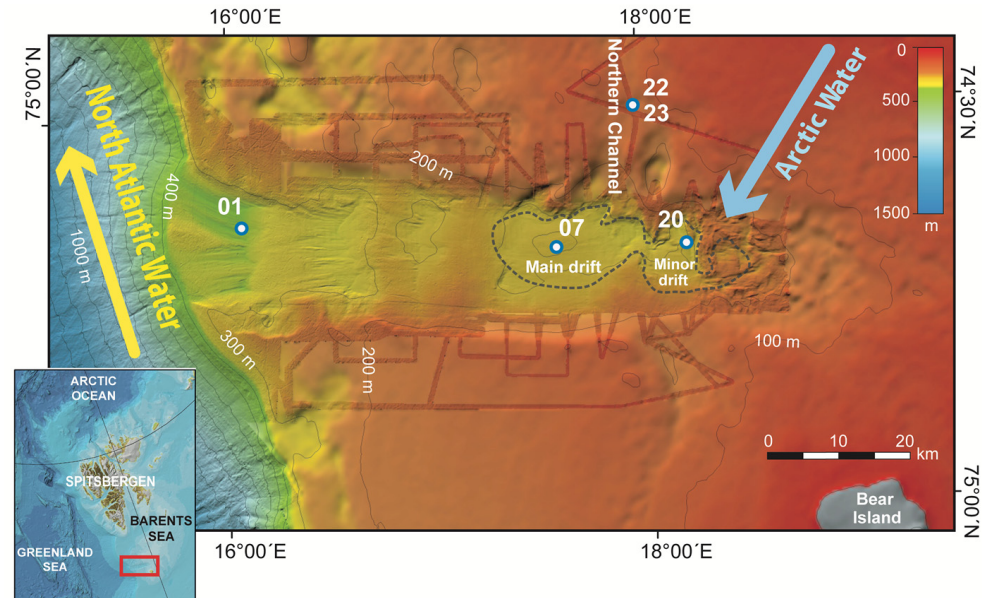 16°00´E
18°00´E
75°00´N
74°30´N
0
500
1000
1500
m
North Atlantic Water
Arctic Water
Northern Channel
22
23
200 m
400 m
1000 m
01
07
20
Main drift
Minor
drift
300 m
200 m
100 m
0 10 20
km
Bear
Island
75°00´N
16°00´E
18°00´E
ARCTIC
OCEAN
SPITSBERGEN
BARENTS
SEA
GREENLAND
SEA